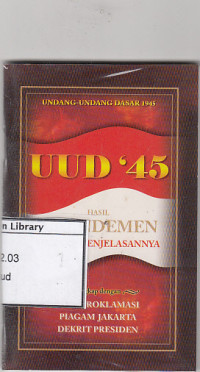 UNDANG-UNDANG DASAR 1945
UUD '45
HASIL
NDEMEN
ENJELASANNYA
n Library
2.03
ud
ROKLAMASI
PIAGAM JAKARTA
DEKRIT PRESIDEN